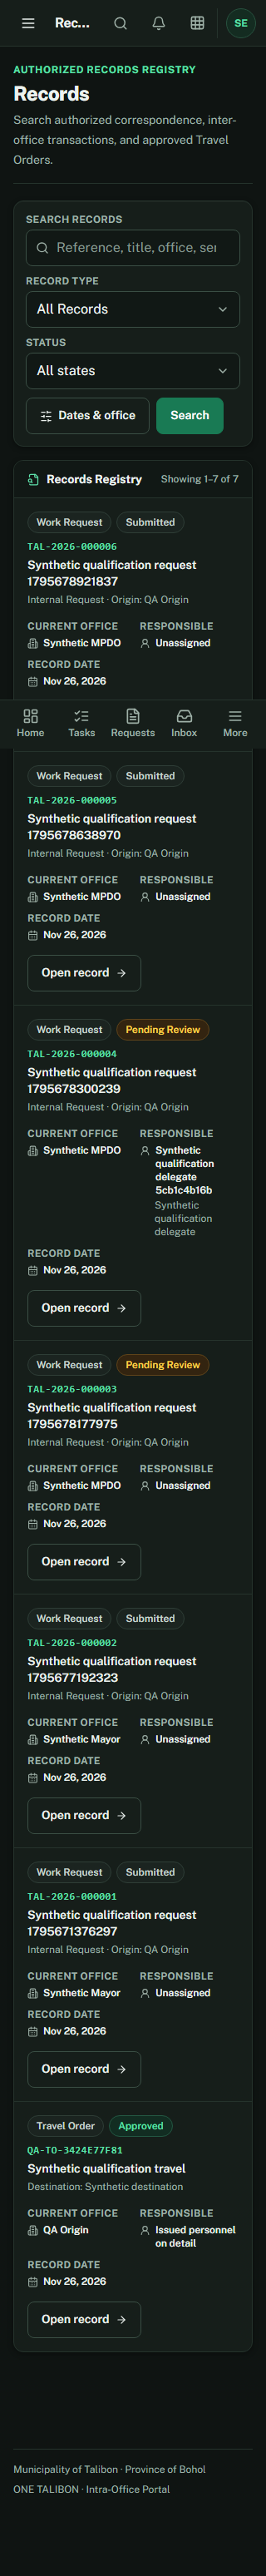 Rec... SE
AUTHORIZED RECORDS REGISTRY
Records
Search authorized correspondence, inter-
office transactions, and approved Travel
Orders.
SEARCH RECORDS
Reference, title, office, ser
RECORD TYPE
All Records
STATUS
All states
Dates & office Search
Records Registry Showing 1–7 of 7
Work Request Submitted
TAL-2026-000006
Synthetic qualification request
1795678921837
Internal Request · Origin: QA Origin
CURRENT OFFICE RESPONSIBLE
Synthetic MPDO Unassigned
RECORD DATE
Nov 26, 2026
Home Tasks Requests Inbox More
Work Request Submitted
TAL-2026-000005
Synthetic qualification request
1795678638970
Internal Request · Origin: QA Origin
CURRENT OFFICE RESPONSIBLE
Synthetic MPDO Unassigned
RECORD DATE
Nov 26, 2026
Open record
Work Request Pending Review
TAL-2026-000004
Synthetic qualification request
1795678300239
Internal Request · Origin: QA Origin
CURRENT OFFICE RESPONSIBLE
Synthetic MPDO Synthetic
qualification
delegate
5cb1c4b16b
Synthetic
qualification
delegate
RECORD DATE
Nov 26, 2026
Open record
Work Request Pending Review
TAL-2026-000003
Synthetic qualification request
1795678177975
Internal Request · Origin: QA Origin
CURRENT OFFICE RESPONSIBLE
Synthetic MPDO Unassigned
RECORD DATE
Nov 26, 2026
Open record
Work Request Submitted
TAL-2026-000002
Synthetic qualification request
1795677192323
Internal Request · Origin: QA Origin
CURRENT OFFICE RESPONSIBLE
Synthetic Mayor Unassigned
RECORD DATE
Nov 26, 2026
Open record
Work Request Submitted
TAL-2026-000001
Synthetic qualification request
1795671376297
Internal Request · Origin: QA Origin
CURRENT OFFICE RESPONSIBLE
Synthetic Mayor Unassigned
RECORD DATE
Nov 26, 2026
Open record
Travel Order Approved
QA-TO-3424E77F81
Synthetic qualification travel
Destination: Synthetic destination
CURRENT OFFICE RESPONSIBLE
QA Origin Issued personnel
on detail
RECORD DATE
Nov 26, 2026
Open record
Municipality of Talibon · Province of Bohol
ONE TALIBON · Intra-Office Portal